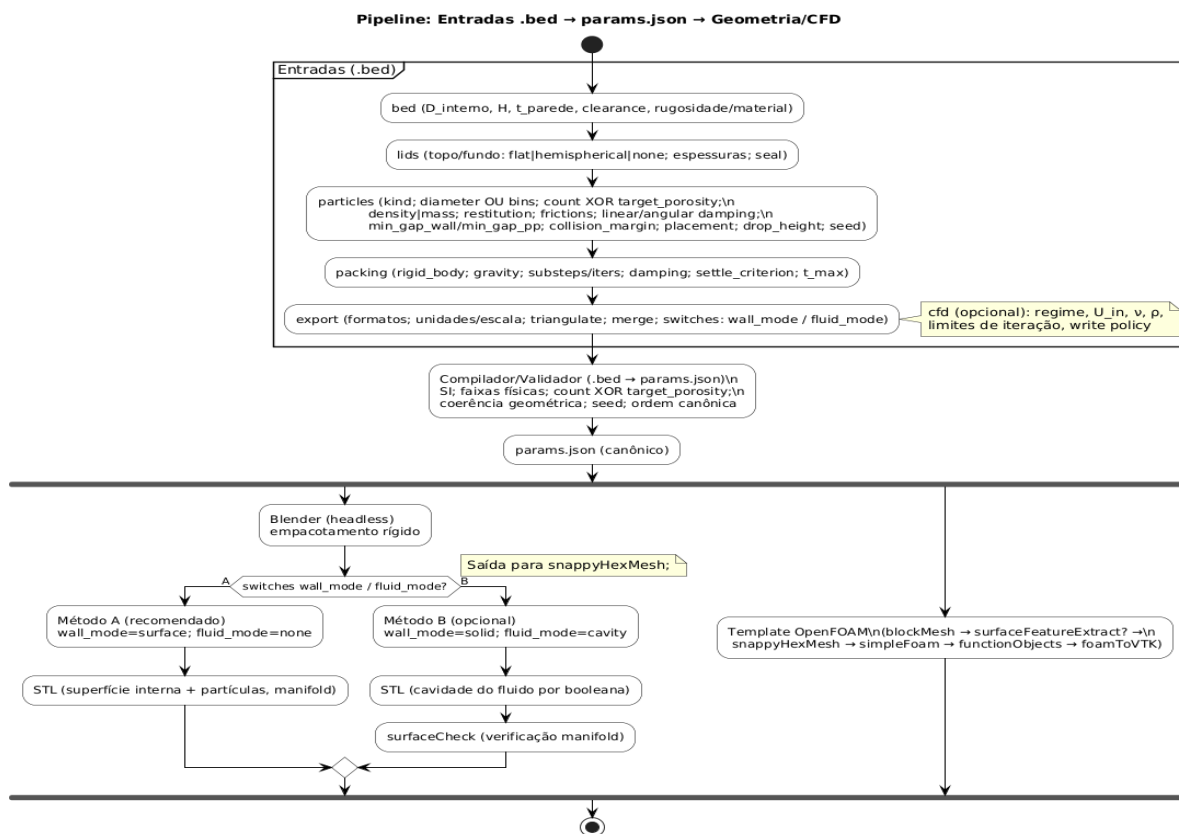 Pipeline: Entradas .bed → params.json → Geometria/CFD
Entradas (.bed)
bed (D_interno, H, t_parede, clearance, rugosidade/material)
lids (topo/fundo: flat|hemispherical|none; espessuras; seal)
particles (kind; diameter OU bins; count XOR target_porosity;\n
density|mass; restitution; frictions; linear/angular damping;\n
min_gap_wall/min_gap_pp; collision_margin; placement; drop_height; seed)
packing (rigid_body; gravity; substeps/iters; damping; settle_criterion; t_max)
export (formatos; unidades/escala; triangulate; merge; switches: wall_mode / fluid_mode)
cfd (opcional): regime, U_in, ν, ρ,
limites de iteração, write policy
Compilador/Validador (.bed → params.json)\n
SI; faixas físicas; count XOR target_porosity;\n
coerência geométrica; seed; ordem canônica
params.json (canônico)
Blender (headless)
empacotamento rígido
Saída para snappyHexMesh;
A
switches wall_mode / fluid_mode?
B
Método A (recomendado)
wall_mode=surface; fluid_mode=none
Método B (opcional)
wall_mode=solid; fluid_mode=cavity
Template OpenFOAM\n(blockMesh → surfaceFeatureExtract? →\n
snappyHexMesh → simpleFoam → functionObjects → foamToVTK)
STL (superfície interna + partículas, manifold)
STL (cavidade do fluido por booleana)
surfaceCheck (verificação manifold)